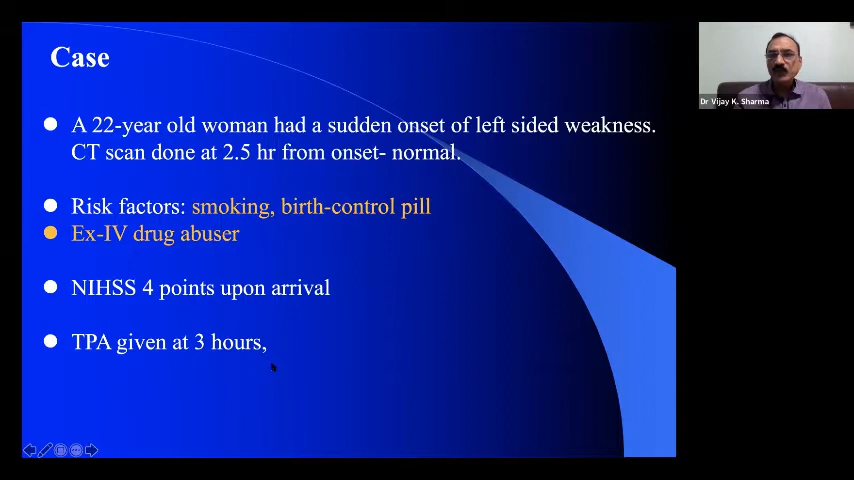 Case
A 22-year old woman had a sudden onset of left sided weakness.
CT scan done at 2.5 hr from onset- normal.
Risk factors: smoking, birth-control pill
Ex-IV drug abuser
NIHSS 4 points upon arrival
TPA given at 3 hours,
Dr Vijay K. Sharma